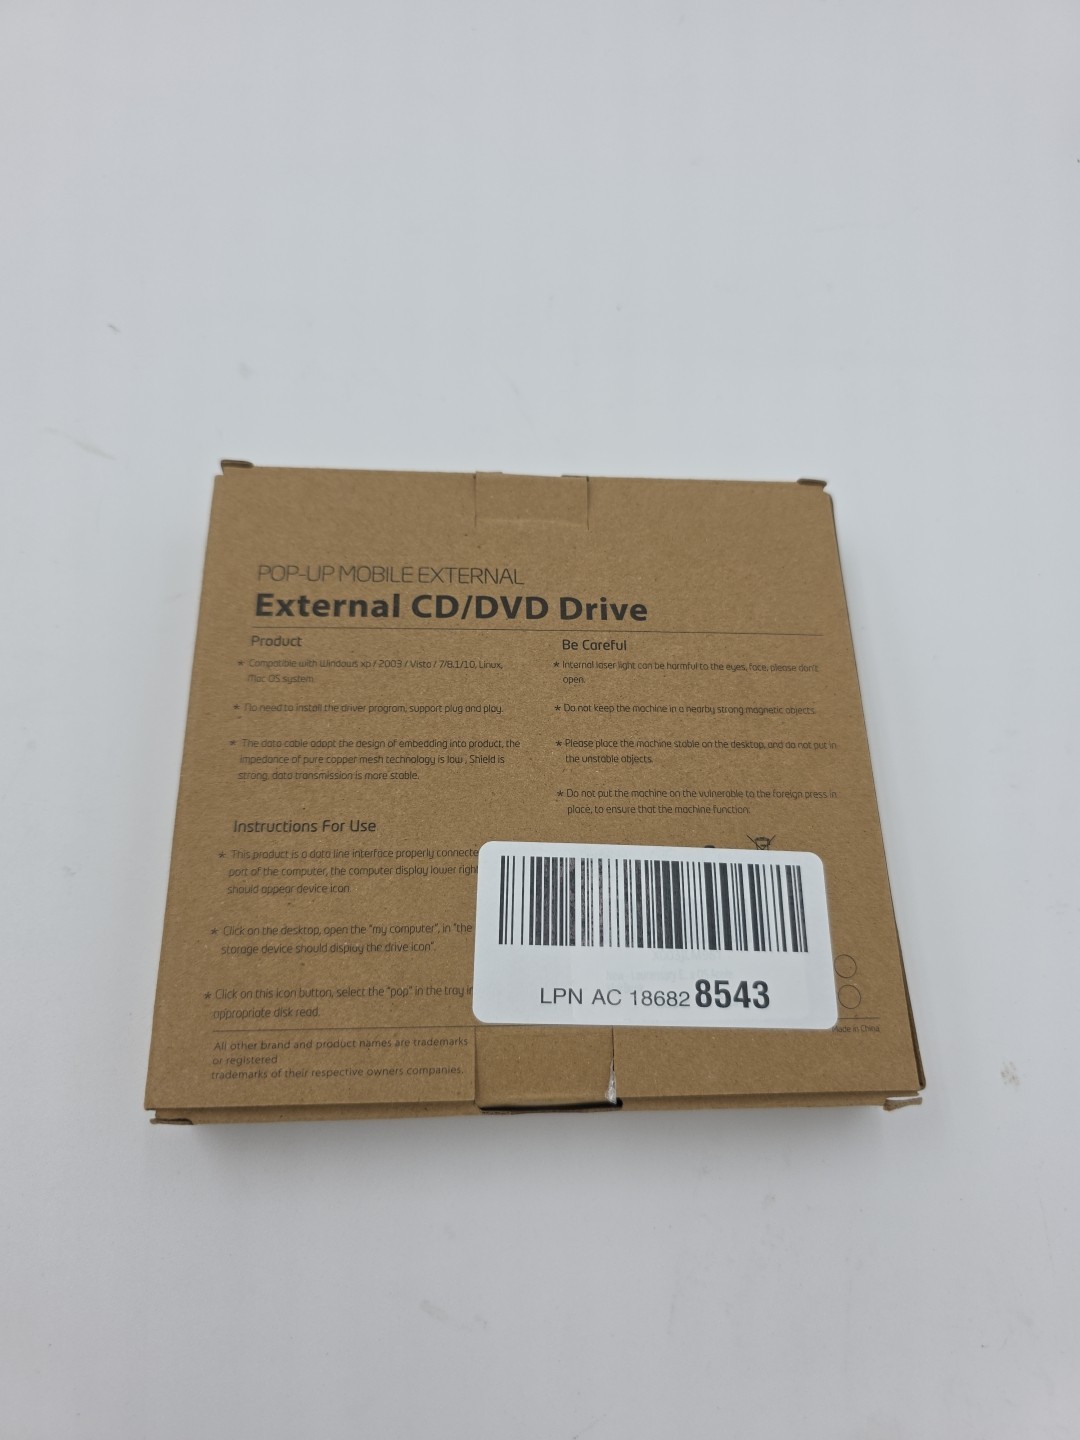 POP-UP MOBILE EXTERNAL
External CD/DVD Drive
Product
* Compatible with Windows xp / 2003 / Vista / 7/8.1/10, Linux,
Mac OS system
* No need to install the driver program, support plug and play.
* The data cable adopt the design of embedding into product, the
impedance of pure copper mesh technology is low , Shield is
strong, data transmission is more stable.
Instructions For Use
* This product is a data line interface properly connecte
port of the computer, the computer display lower right
should appear device icon
* Click on the desktop, open the "my computer", in "the
storage device should display the drive icon".
* Click on this icon button, select the "pop" in the tray in
appropriate disk read.
All other brand and product names are trademarks
or registered
trademarks of their respective owners companies.
Be Careful
* Internal laser light can be harmful to the eyes, face, please don't
open.
* Do not keep the machine in a nearby strong magnetic objects.
* Please place the machine stable on the desktop, and do not put in
the unstable objects
* Do not put the machine on the vulnerable to the foreign press in
place, to ensure that the machine function.
LPN AC 186828543
Made in China